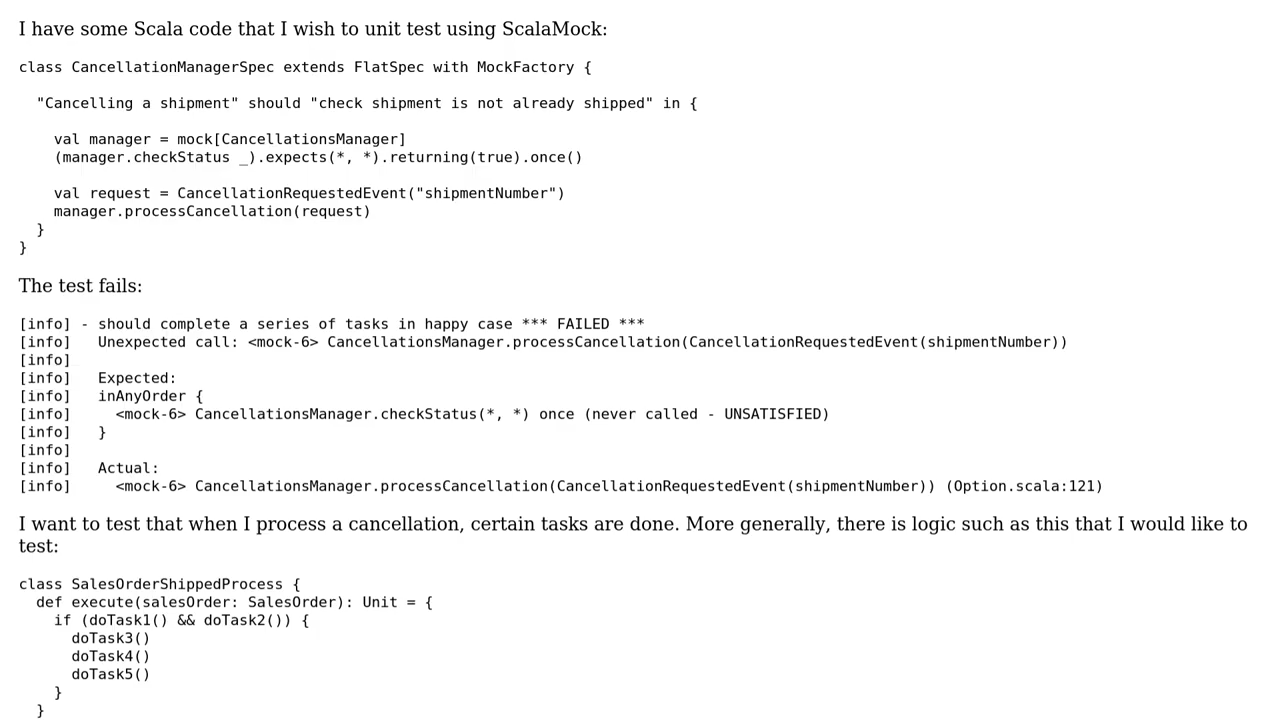 I have some Scala code that I wish to unit test using ScalaMock:
class CancellationManagerSpec extends FlatSpec with MockFactory {
"Cancelling a shipment" should "check shipment is not already shipped" in {
val manager = mock[CancellationsManager]
(manager.checkStatus _).expects(*, *).returning(true).once()
val request = CancellationRequestedEvent("shipmentNumber")
manager.processCancellation(request)
}
}
The test fails:
[info] - should complete a series of tasks in happy case *** FAILED ***
[info]   Unexpected call: <mock-6> CancellationsManager.processCancellation(CancellationRequestedEvent(shipmentNumber))
[info]
[info]   Expected:
[info]   inAnyOrder {
[info]     <mock-6> CancellationsManager.checkStatus(*, *) once (never called - UNSATISFIED)
[info]   }
[info]
[info]   Actual:
[info]     <mock-6> CancellationsManager.processCancellation(CancellationRequestedEvent(shipmentNumber)) (Option.scala:121)
I want to test that when I process a cancellation, certain tasks are done. More generally, there is logic such as this that I would like to
test:
class SalesOrderShippedProcess {
def execute(salesOrder: SalesOrder): Unit = {
if (doTask1() && doTask2()) {
doTask3()
doTask4()
doTask5()
}
}